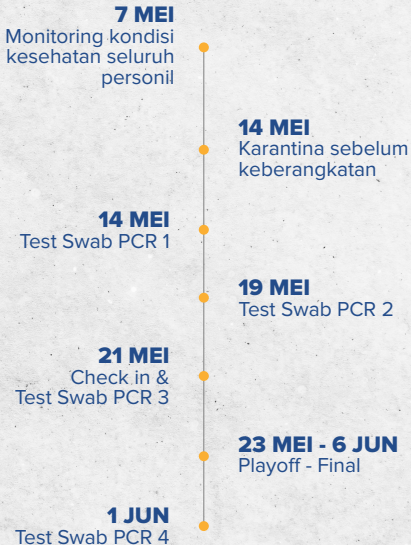 7 MEI
Monitoring kondisi
kesehatan seluruh
personil
14 MEI
Karantina sebelum
keberangkatan
14 MEI
Test Swab PCR 1
19 MEI
Test Swab PCR 2
21 MEI
Check in &
Test Swab PCR 3
23 MEI - 6 JUN
Playoff - Final
1 JUN
Test Swab PCR 4